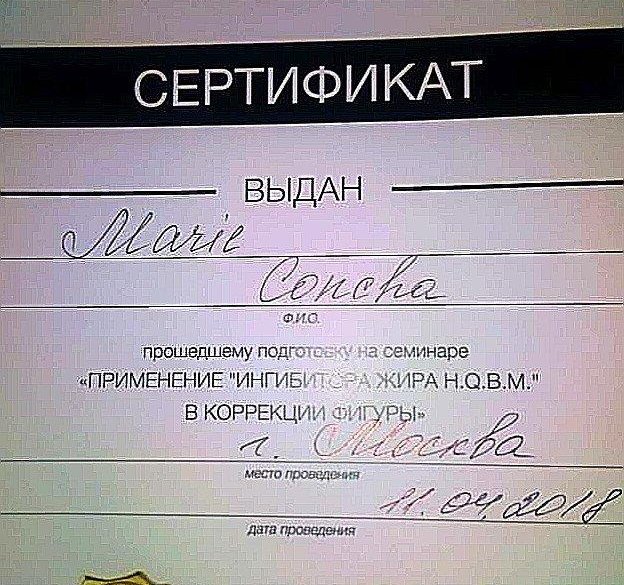 СЕРТИФИКАТ
ВЫДАН
Marie
Concha
Ф.И.О.
прошедшему подготовку на семинаре
«ПРИМЕНЕНИЕ "ИНГИБИТОРА ЖИРА H.Q.B.M."
В КОРРЕКЦИИ ФИГУРЫ»
г. Москва
место проведения
11.04.2018
дата проведения